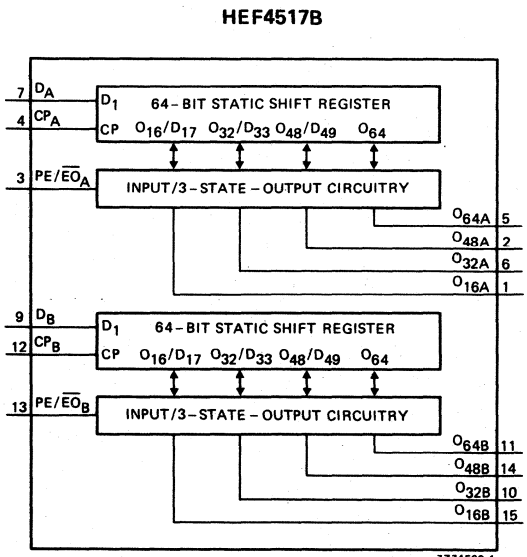 HEF4517B
7 DA
D1 64-BIT STATIC SHIFT REGISTER
4 CPA
CP O16/D17 O32/D33 O48/D49 O64
3 PE/E̅O̅A
INPUT/3-STATE-OUTPUT CIRCUITRY
O64A 5
O48A 2
O32A 6
O16A 1
9 DB
D1 64-BIT STATIC SHIFT REGISTER
12 CPB
CP O16/D17 O32/D33 O48/D49 O64
13 PE/E̅O̅B
INPUT/3-STATE-OUTPUT CIRCUITRY
O64B 11
O48B 14
O32B 10
O16B 15